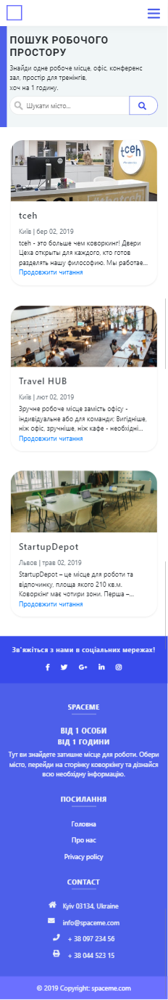 ПОШУК РОБОЧОГО
ПРОСТОРУ
Знайди одне робоче місце, офіс, конференс
зал, простір для тренінгів,
хоч на 1 годину.
Шукати місто...
tceh
tceh
Київ | бер 02, 2019
tceh - это больше чем коворкинг! Двери
Цеха открыты для каждого, кто готов
разделять нашу философию. Мы работае...
Продовжити читання
Travel HUB
Київ | лют 02, 2019
Зручне робоче місце замість офісу -
індивідуальне або для команди; Вигідніше,
ніж офіс, зручніше, ніж кафе - необхідні...
Продовжити читання
StartupDepot
Львов | трав 02, 2019
StartupDepot – це місце для роботи та
відпочинку, площа якого 210 кв.м.
Коворкінг має чотири зони. Перша –...
Продовжити читання
Зв'яжіться з нами в соціальних мережах!
SPACEME
ВІД 1 ОСОБИ
ВІД 1 ГОДИНИ
Тут ви знайдете затишне місце для роботи. Обери
місто, перейди на сторінку коворкінгу та дізнайся
всю необхідну інформацію.
ПОСИЛАННЯ
Головна
Про нас
Privacy policy
CONTACT
Kyiv 03134, Ukraine
info@spaceme.com
+ 38 097 234 56
+ 38 044 523 15
© 2019 Copyright: spaceme.com